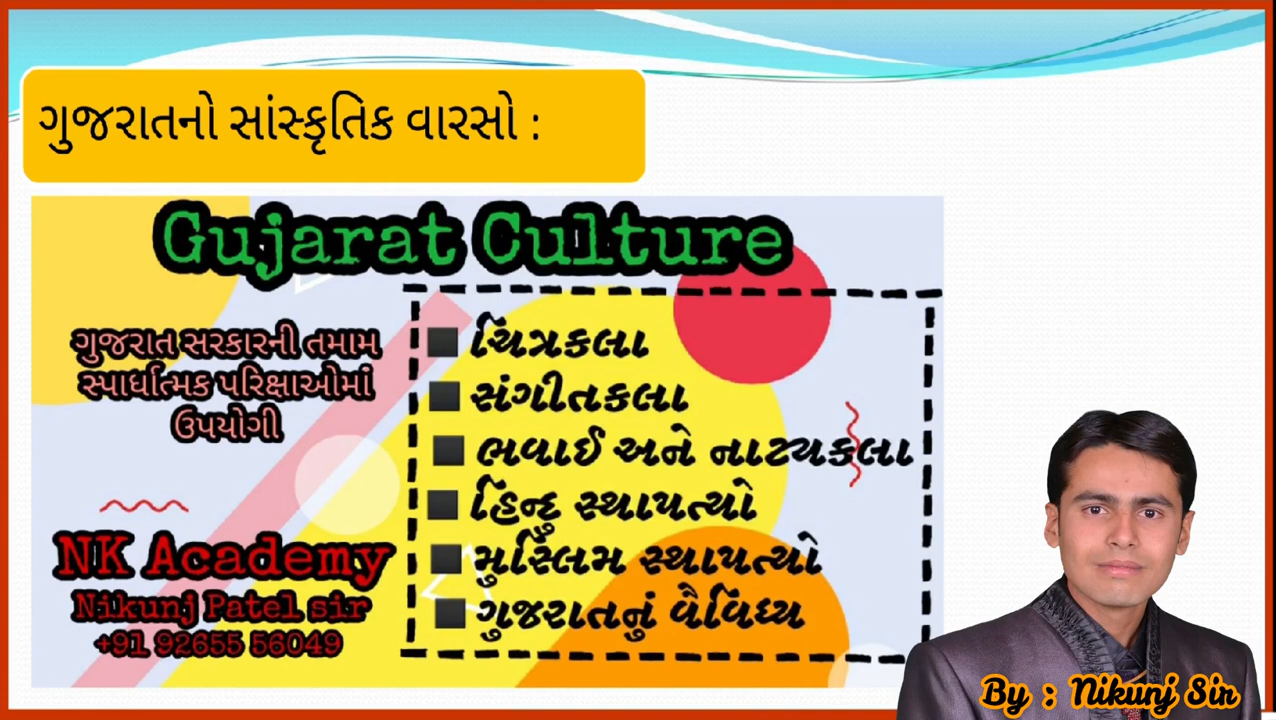 ગુજરાતનો સાંસ્કૃતિક વારસો :
Gujarat Culture
ગુજરાત સરકારની તમામ
સ્પાર્ધાત્મક પરિક્ષાઓમાં
ઉપયોગી
NK Academy
Nikunj Patel sir
+91 92655 56049
ચિત્રકલા
સંગીતકલા
ભવાઈ અને નાટ્યકલા
હિન્દુ સ્થાપત્યો
મુસ્લિમ સ્થાપત્યો
ગુજરાતનું વૈવિધ્ય
By : Nikunj Sir